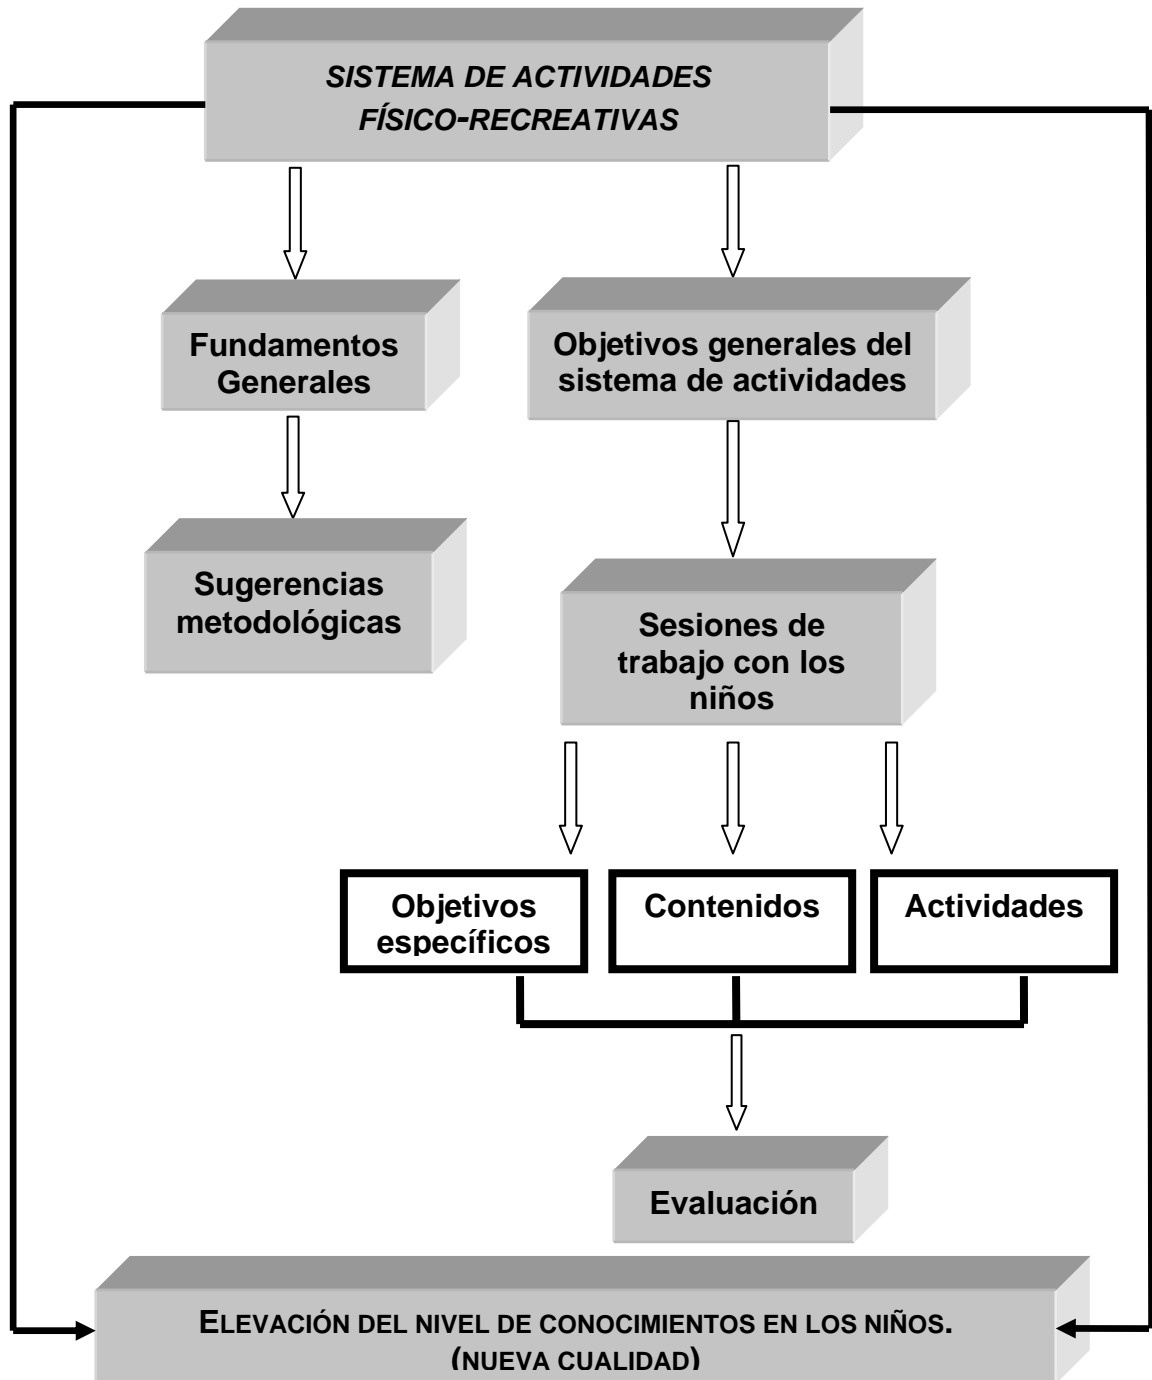 SISTEMA DE ACTIVIDADES
FÍSICO-RECREATIVAS
Fundamentos
Generales
Objetivos generales del
sistema de actividades
Sugerencias
metodológicas
Sesiones de
trabajo con los
niños
Objetivos
específicos
Contenidos
Actividades
Evaluación
ELEVACIÓN DEL NIVEL DE CONOCIMIENTOS EN LOS NIÑOS.
(NUEVA CUALIDAD)